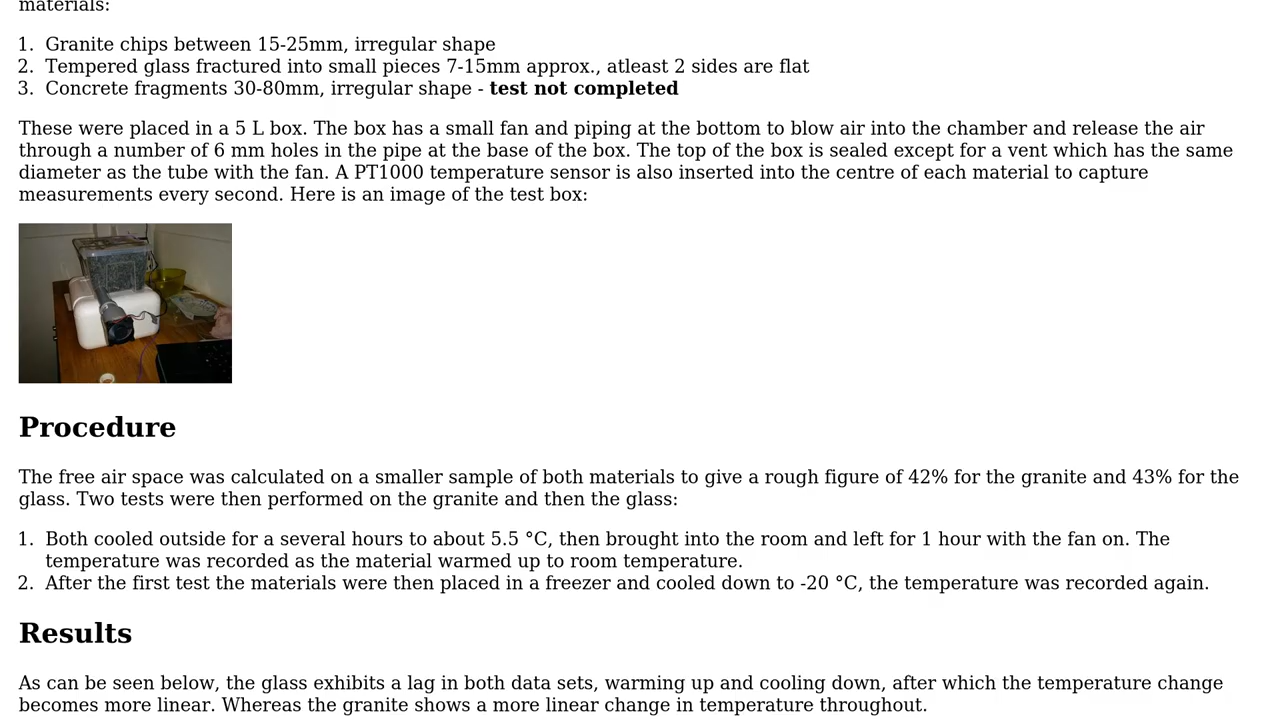 materials:
1. Granite chips between 15-25mm, irregular shape
2. Tempered glass fractured into small pieces 7-15mm approx., atleast 2 sides are flat
3. Concrete fragments 30-80mm, irregular shape - test not completed
These were placed in a 5 L box. The box has a small fan and piping at the bottom to blow air into the chamber and release the air
through a number of 6 mm holes in the pipe at the base of the box. The top of the box is sealed except for a vent which has the same
diameter as the tube with the fan. A PT1000 temperature sensor is also inserted into the centre of each material to capture
measurements every second. Here is an image of the test box:
Procedure
The free air space was calculated on a smaller sample of both materials to give a rough figure of 42% for the granite and 43% for the
glass. Two tests were then performed on the granite and then the glass:
1. Both cooled outside for a several hours to about 5.5 °C, then brought into the room and left for 1 hour with the fan on. The
temperature was recorded as the material warmed up to room temperature.
2. After the first test the materials were then placed in a freezer and cooled down to -20 °C, the temperature was recorded again.
Results
As can be seen below, the glass exhibits a lag in both data sets, warming up and cooling down, after which the temperature change
becomes more linear. Whereas the granite shows a more linear change in temperature throughout.